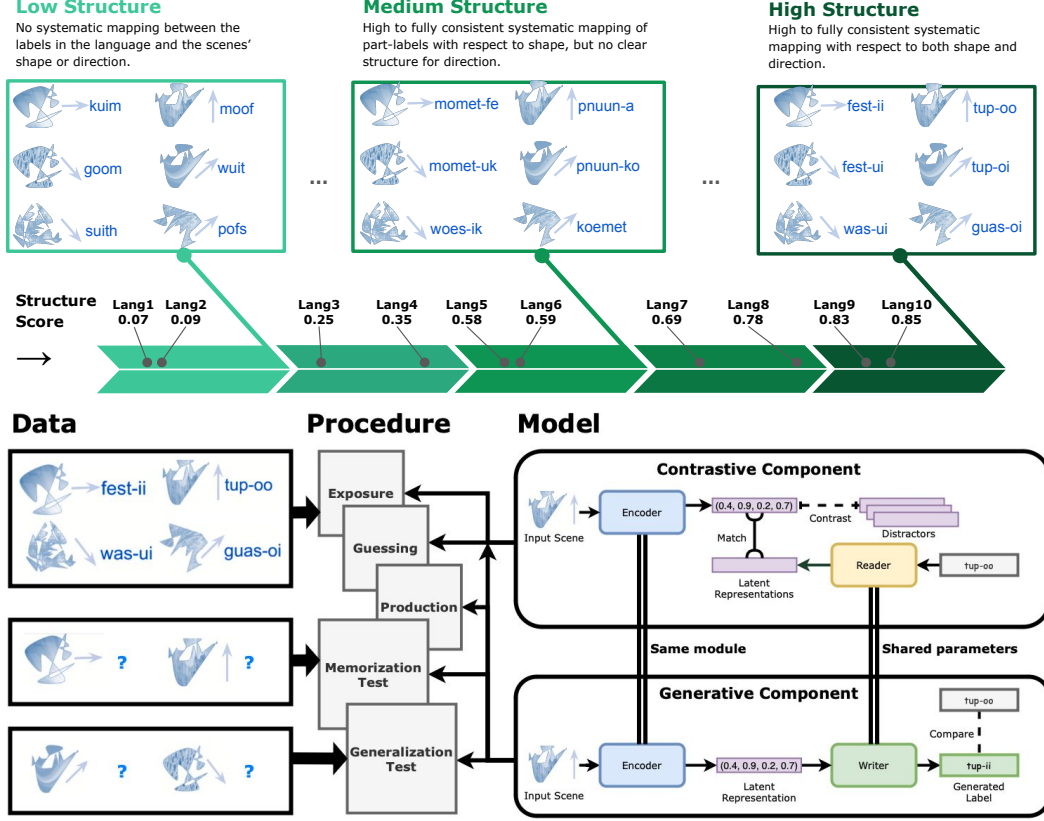 Low Structure
No systematic mapping between the
labels in the language and the scenes'
shape or direction.
Medium Structure
High to fully consistent systematic mapping of
part-labels with respect to shape, but no clear
structure for direction.
High Structure
High to fully consistent systematic
mapping with respect to both shape and
direction.
kuim
moof
goom
wuit
suith
pofs
...
momet-fe
pnuun-a
momet-uk
pnuun-ko
woes-ik
koemet
...
fest-ii
tup-oo
fest-ui
tup-oi
was-ui
guas-oi
Structure
Score
Lang1
0.07
Lang2
0.09
Lang3
0.25
Lang4
0.35
Lang5
0.58
Lang6
0.59
Lang7
0.69
Lang8
0.78
Lang9
0.83
Lang10
0.85
Data
fest-ii
tup-oo
was-ui
guas-oi
?
?
?
?
Procedure
Exposure
Guessing
Production
Memorization
Test
Generalization
Test
Model
Contrastive Component
Input Scene
Encoder
(0.4, 0.9, 0.2, 0.7)
Contrast
Distractors
Match
Latent
Representations
Reader
tup-oo
Same module
Shared parameters
Generative Component
Input Scene
Encoder
(0.4, 0.9, 0.2, 0.7)
Latent
Representation
Writer
tup-oo
Compare
tup-ii
Generated
Label